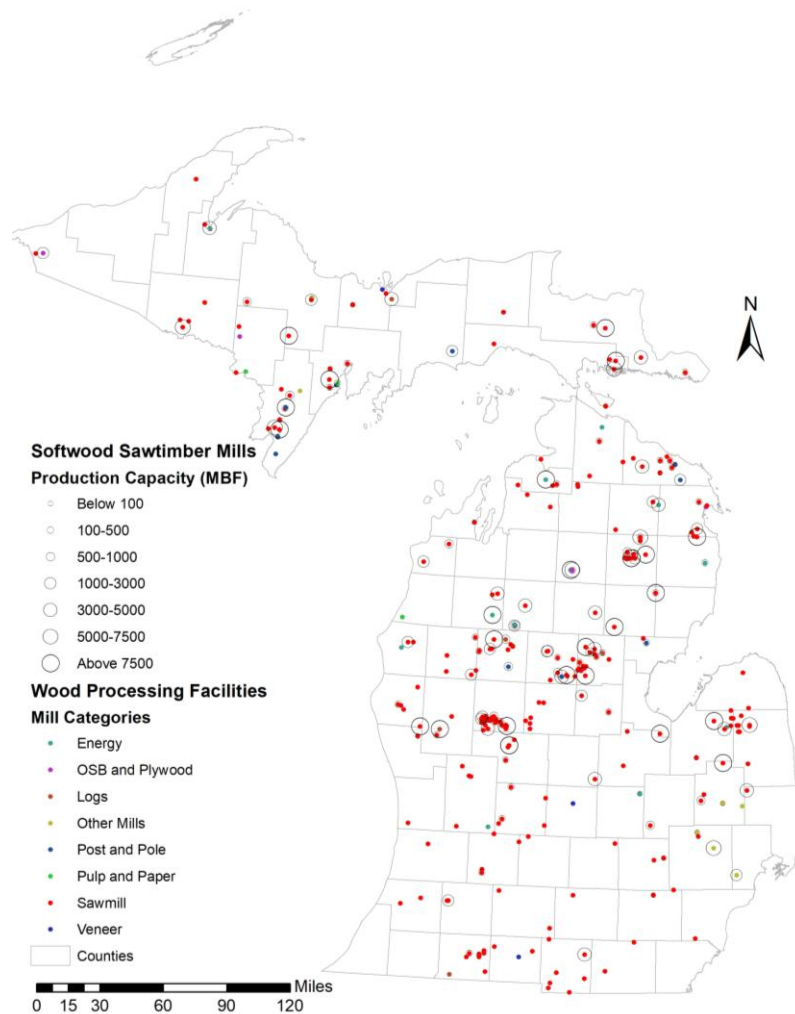 N
Softwood Sawtimber Mills
Production Capacity (MBF)
Below 100
100-500
500-1000
1000-3000
3000-5000
5000-7500
Above 7500
Wood Processing Facilities
Mill Categories
Energy
OSB and Plywood
Logs
Other Mills
Post and Pole
Pulp and Paper
Sawmill
Veneer
Counties
Miles
0 15 30 60 90 120